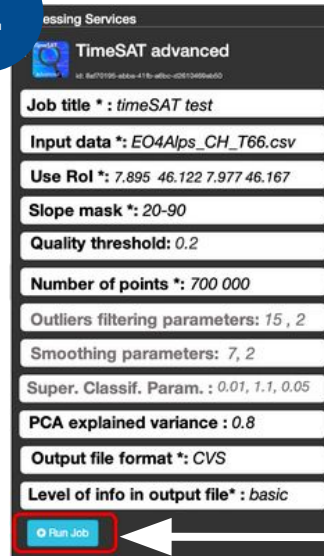 essing Services
TimeSAT advanced
TimeSAT
Advanced
Job title * : timeSAT test
Input data *: EO4Alps_CH_T66.csv
Use RoI *: 7.895 46.122 7.977 46.167
Slope mask *: 20-90
Quality threshold: 0.2
Number of points *: 700 000
Outliers filtering parameters: 15 , 2
Smoothing parameters: 7, 2
Super. Classif. Param. : 0.01, 1.1, 0.05
PCA explained variance : 0.8
Output file format *: CVS
Level of info in output file* : basic
Run Job